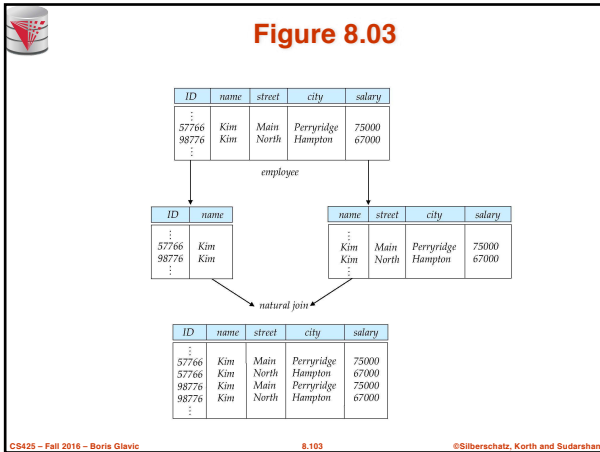 Figure 8.03
ID name street city salary
⋮
57766 Kim Main Perryridge 75000
98776 Kim North Hampton 67000
⋮
employee
ID name
⋮
57766 Kim
98776 Kim
⋮
name street city salary
⋮
Kim Main Perryridge 75000
Kim North Hampton 67000
⋮
natural join
ID name street city salary
⋮
57766 Kim Main Perryridge 75000
57766 Kim North Hampton 67000
98776 Kim Main Perryridge 75000
98776 Kim North Hampton 67000
⋮
CS425 – Fall 2016 – Boris Glavic 8.103 ©Silberschatz, Korth and Sudarshan